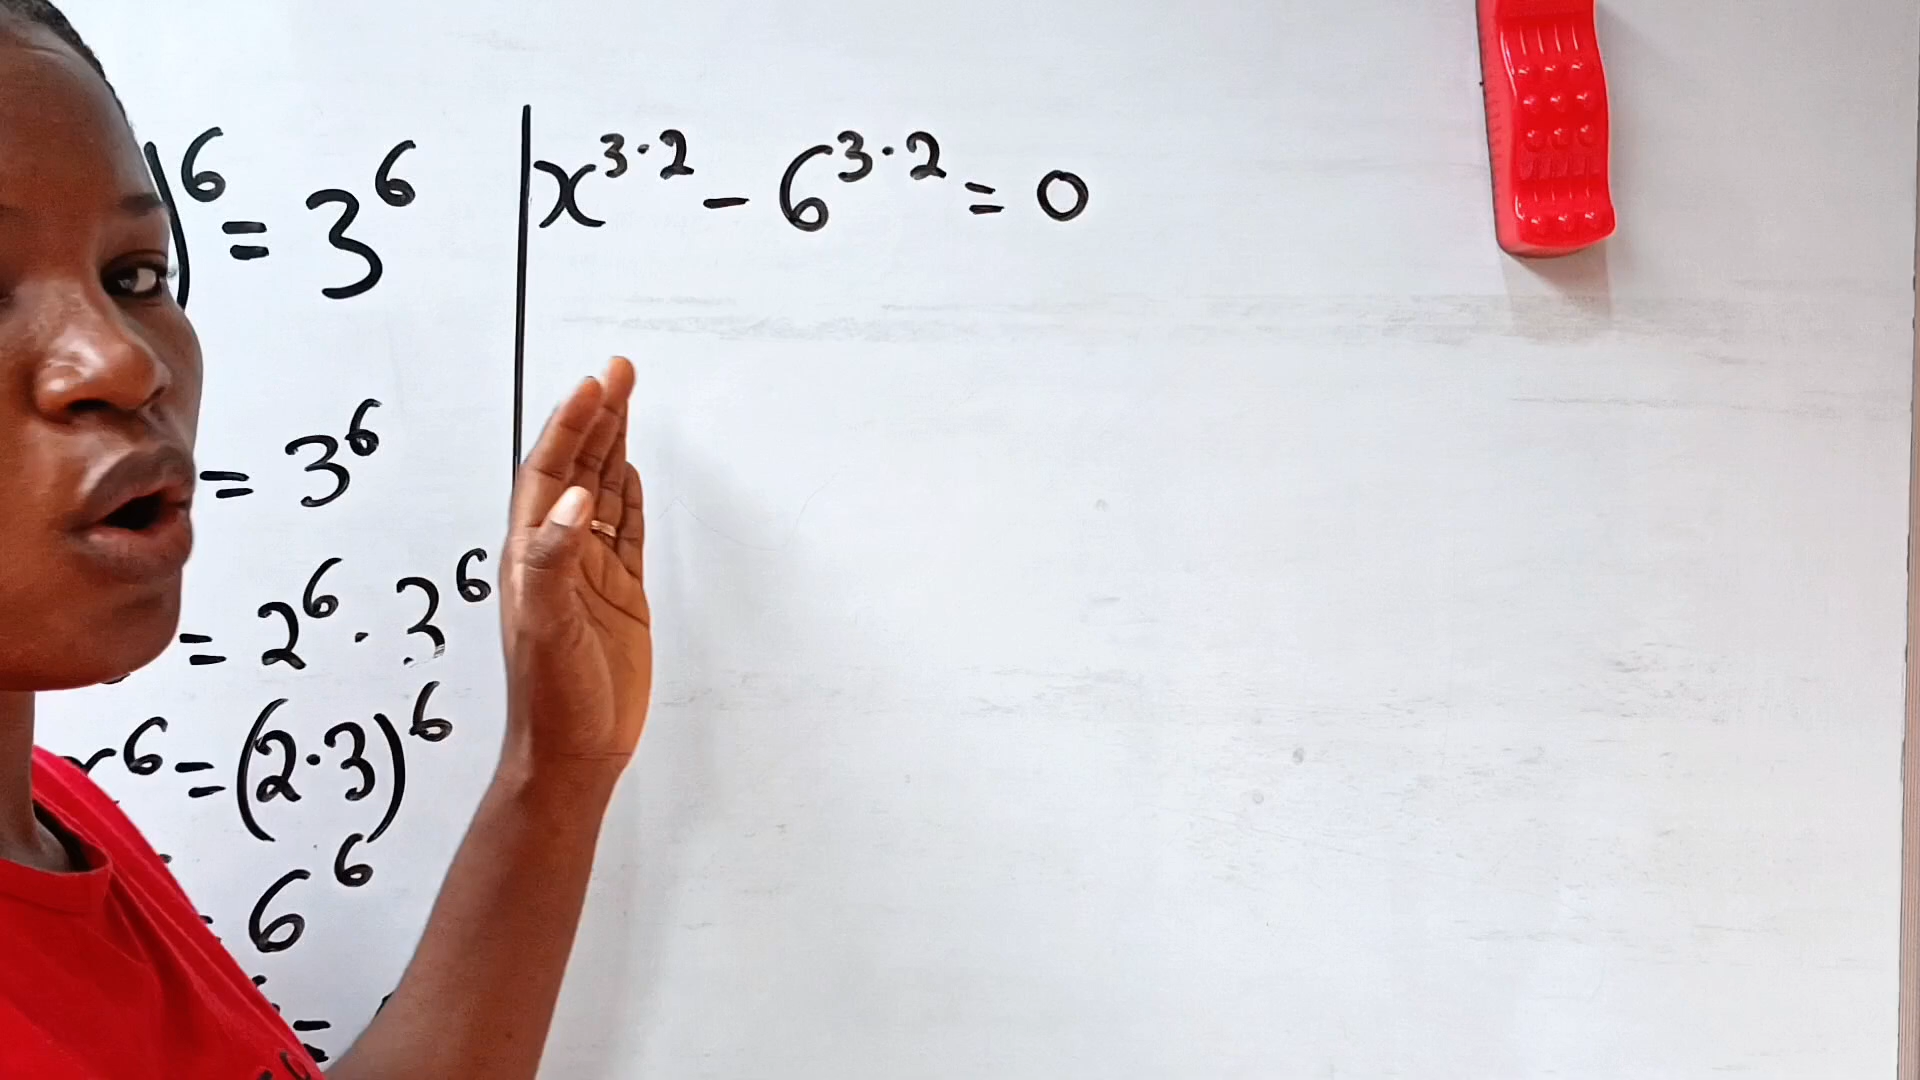 )⁶ = 3⁶
= 3⁶
= 2⁶ · 3⁶
x⁶ = (2·3)⁶
= 6⁶
=
x³·² - 6³·² = 0